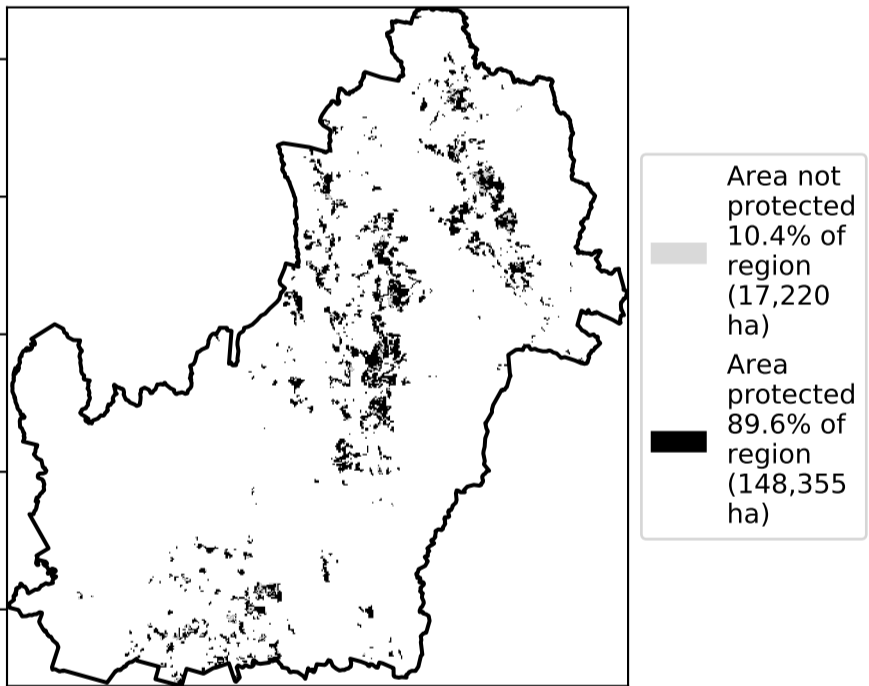 Area not
protected
10.4% of
region
(17,220
ha)
Area
protected
89.6% of
region
(148,355
ha)